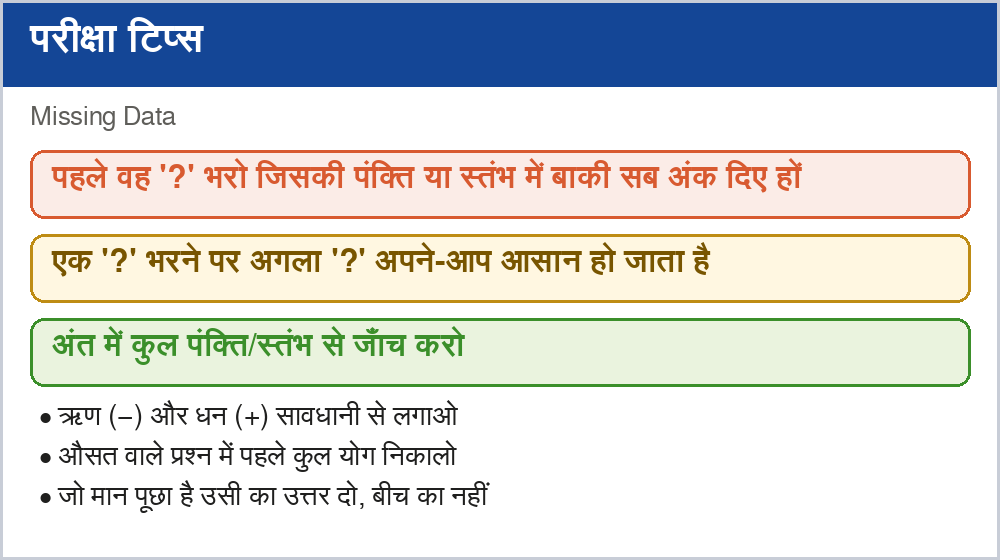 परीक्षा टिप्स
Missing Data
पहले वह '?' भरो जिसकी पंक्ति या स्तंभ में बाकी सब अंक दिए हों
एक '?' भरने पर अगला '?' अपने-आप आसान हो जाता है
अंत में कुल पंक्ति/स्तंभ से जाँच करो
• ऋण (−) और धन (+) सावधानी से लगाओ
• औसत वाले प्रश्न में पहले कुल योग निकालो
• जो मान पूछा है उसी का उत्तर दो, बीच का नहीं